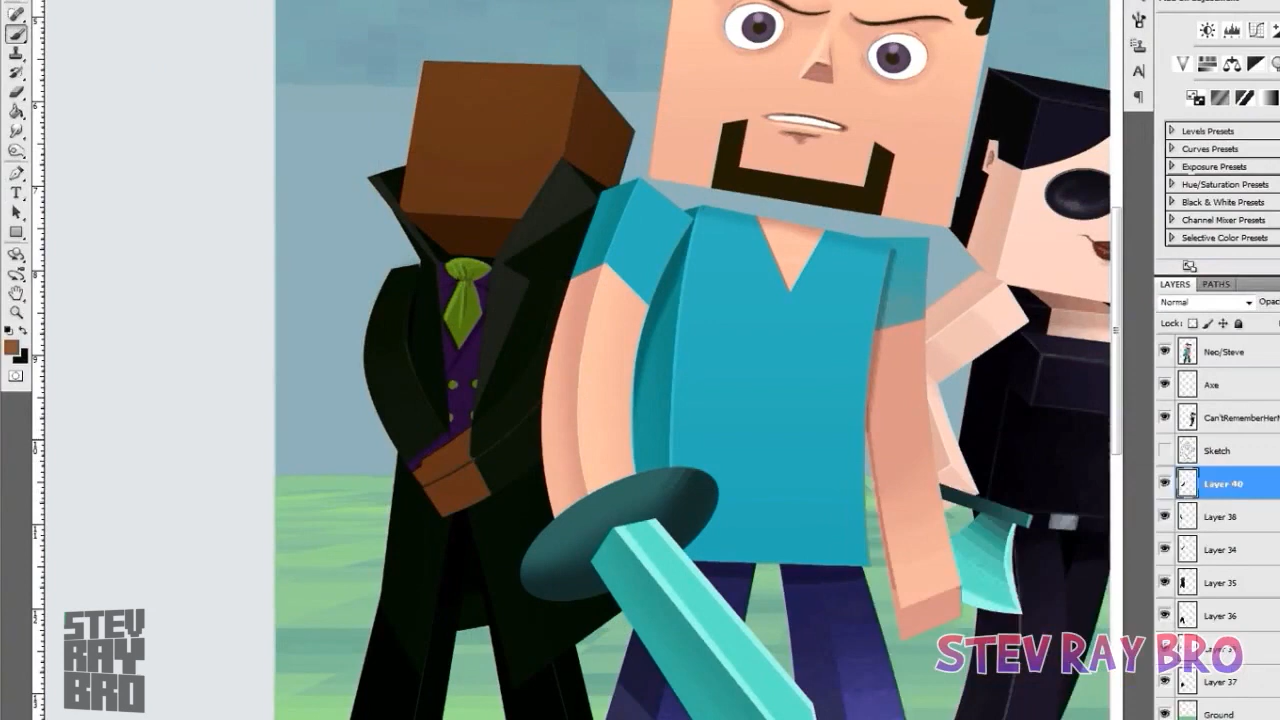 Levels Presets
Curves Presets
Exposure Presets
Hue/Saturation Presets
Black & White Presets
Channel Mixer Presets
Selective Color Presets
LAYERS PATHS
Normal
Lock:
Neo/Steve
Axe
Sketch
Layer 40
Layer 38
Layer 34
Layer 35
Layer 36
Layer 37
Ground
STEV
RAY
BRO
STEV RAY BRO